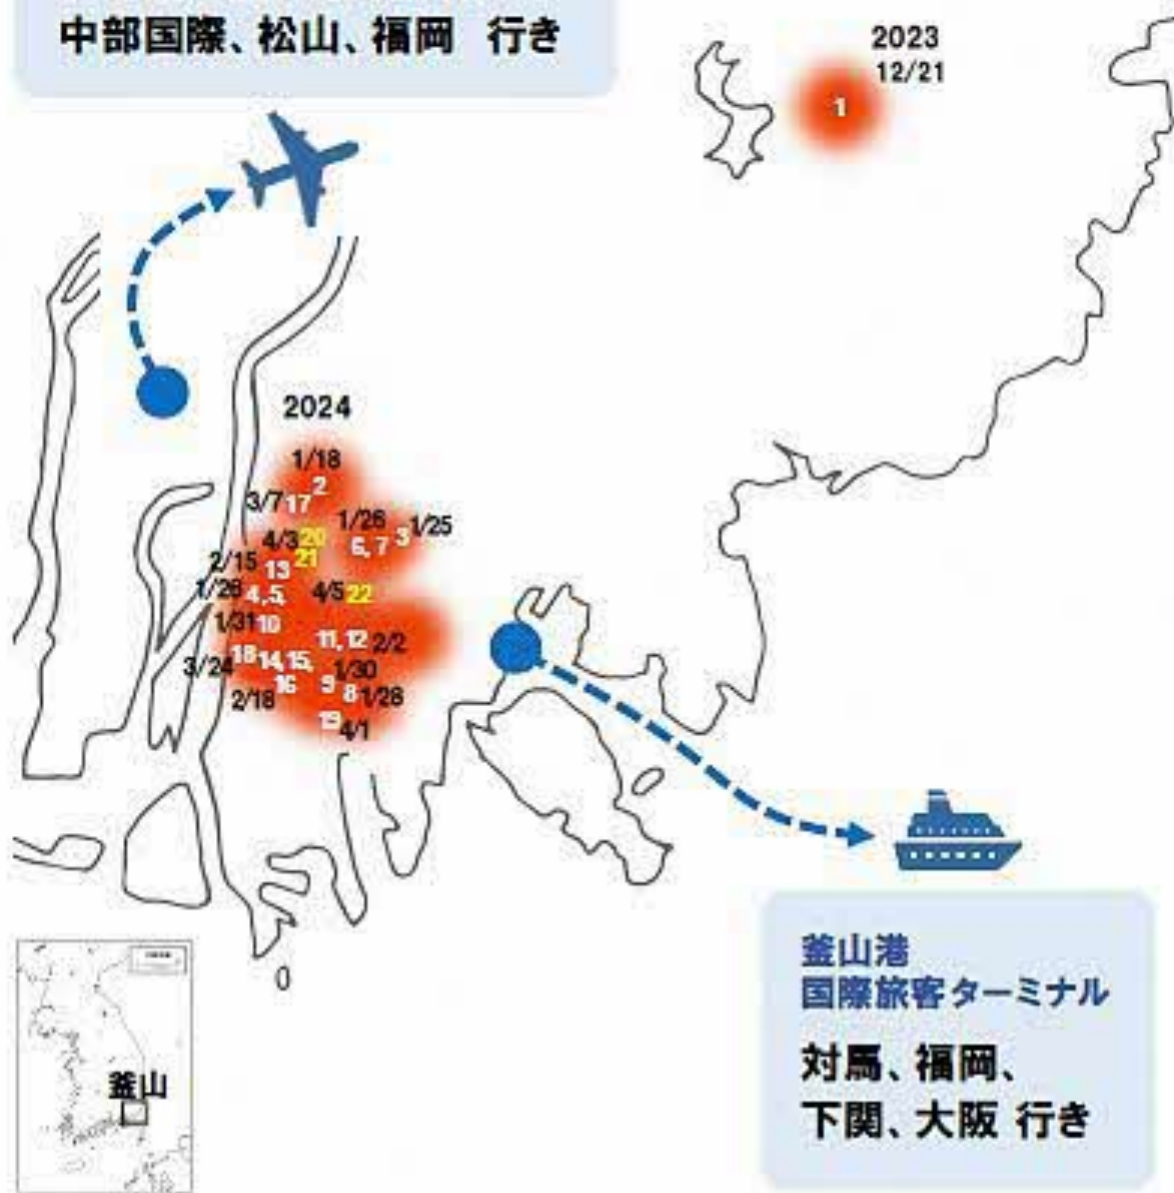 中部国際、松山、福岡 行き
2023
12/21
1
2024
1/18
2
3/7 17
1/26 1/25
6, 7 3
4/3 20
2/15 13 21
1/26 4,5, 4/5 22
1/31 10
11, 12 2/2
3/24 18 14,15, 1/30
16 9 8 1/28
2/18
19 4/1
釜山港
国際旅客ターミナル
対馬、福岡、
下関、大阪 行き
釜山